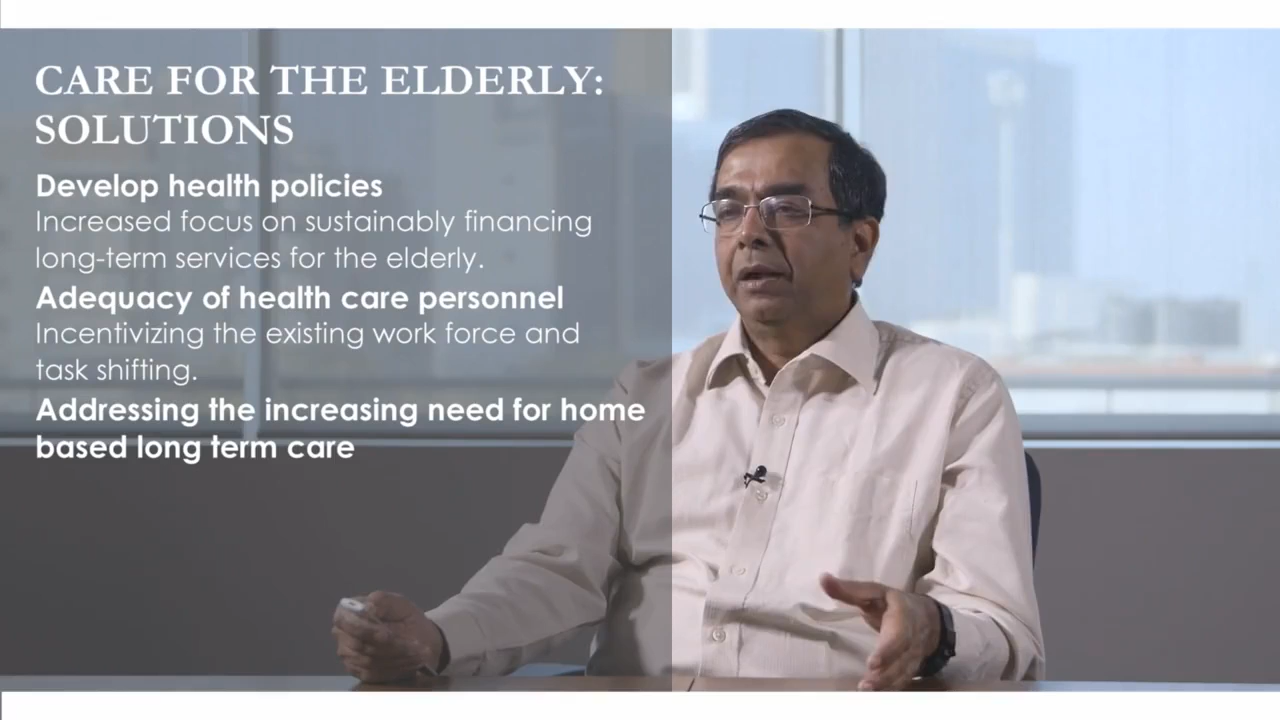 CARE FOR THE ELDERLY:
SOLUTIONS
Develop health policies
Increased focus on sustainably financing
long-term services for the elderly.
Adequacy of health care personnel
Incentivizing the existing work force and
task shifting.
Addressing the increasing need for home
based long term care